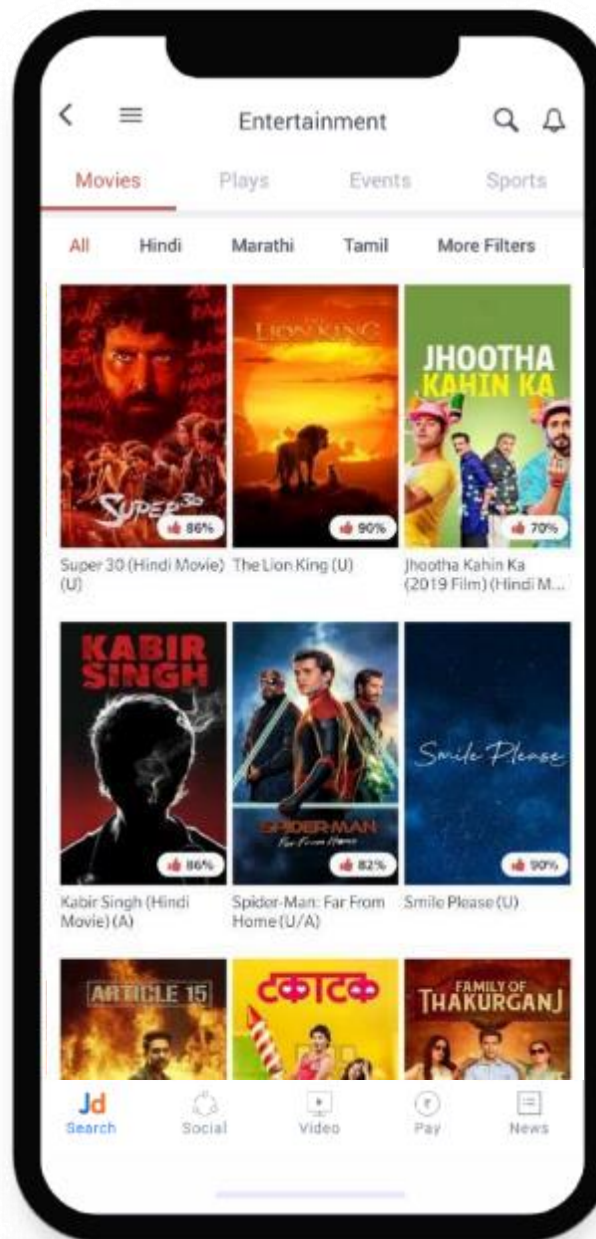 Entertainment
Movies Plays Events Sports
All Hindi Marathi Tamil More Filters
LION KING
JHOOTHA
KAHIN KA
SUPER 30
86%
90%
70%
Super 30 (Hindi Movie)
(U)
The Lion King (U)
Jhootha Kahin Ka
(2019 Film) (Hindi M...
KABIR
SINGH
SPIDER-MAN
Far From Home
Smile Please
86%
82%
90%
Kabir Singh (Hindi
Movie) (A)
Spider-Man: Far From
Home (U/A)
Smile Please (U)
ARTICLE 15
टकाटक
FAMILY OF
THAKURGANJ
Jd
Search Social Video Pay News